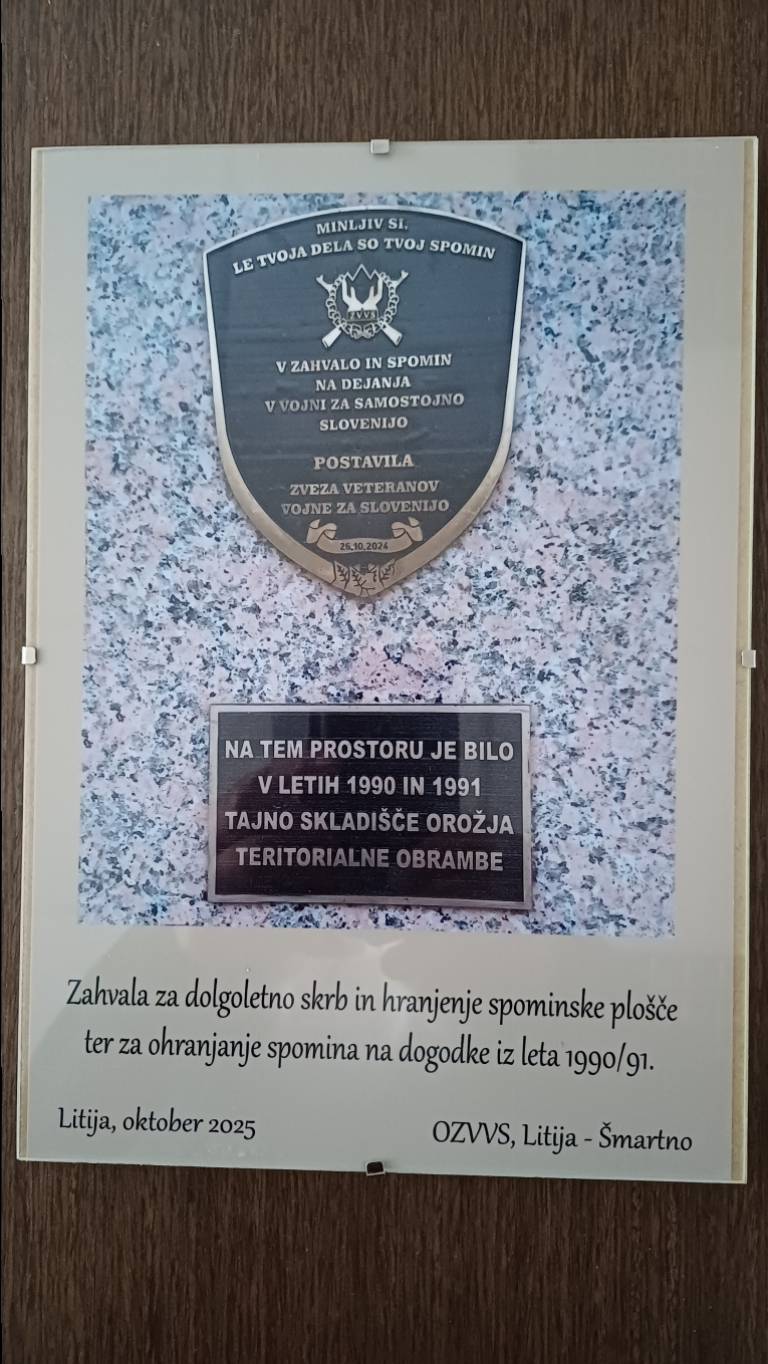 MINLJIV SI,
LE TVOJA DELA SO TVOJ SPOMIN
ZVVS
V ZAHVALO IN SPOMIN
NA DEJANJA
V VOJNI ZA SAMOSTOJNO
SLOVENIJO
POSTAVILA
ZVEZA VETERANOV
VOJNE ZA SLOVENIJO
26.10.2024
NA TEM PROSTORU JE BILO
V LETIH 1990 IN 1991
TAJNO SKLADIŠČE OROŽJA
TERITORIALNE OBRAMBE
Zahvala za dolgoletno skrb in hranjenje spominske plošče
ter za ohranjanje spomina na dogodke iz leta 1990/91.
Litija, oktober 2025
OZVVS, Litija - Šmartno